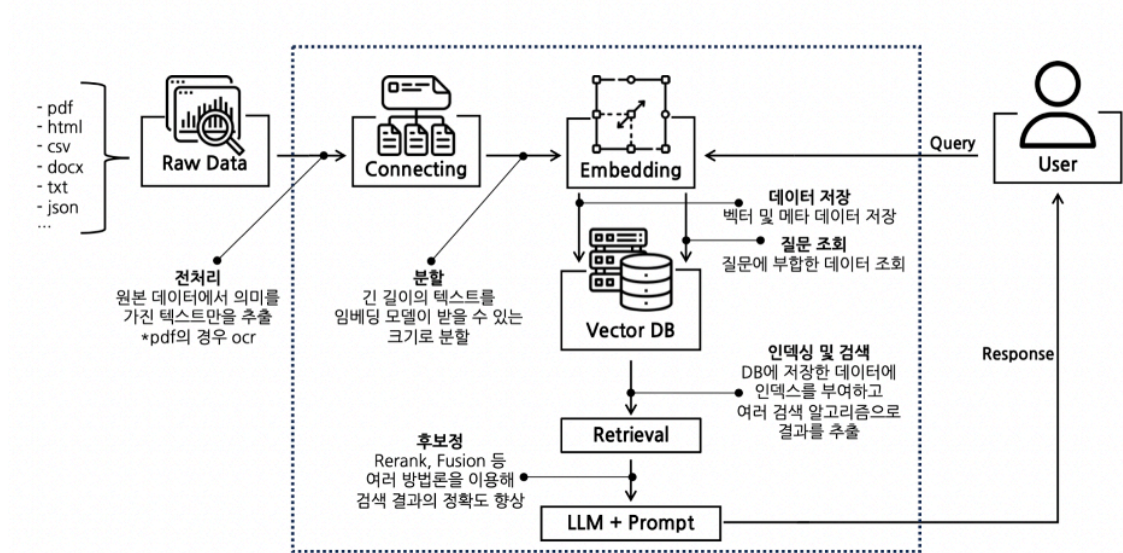 - pdf
- html
- csv
- docx
- txt
- json
...
Raw Data
Connecting
Embedding
Query
User
전처리
원본 데이터에서 의미를
가진 텍스트만을 추출
*pdf의 경우 ocr
분할
긴 길이의 텍스트를
임베딩 모델이 받을 수 있는
크기로 분할
데이터 저장
벡터 및 메타 데이터 저장
질문 조회
질문에 부합한 데이터 조회
Vector DB
인덱싱 및 검색
DB에 저장한 데이터에
인덱스를 부여하고
여러 검색 알고리즘으로
결과를 추출
Response
Retrieval
후보정
Rerank, Fusion 등
여러 방법론을 이용해
검색 결과의 정확도 향상
LLM + Prompt